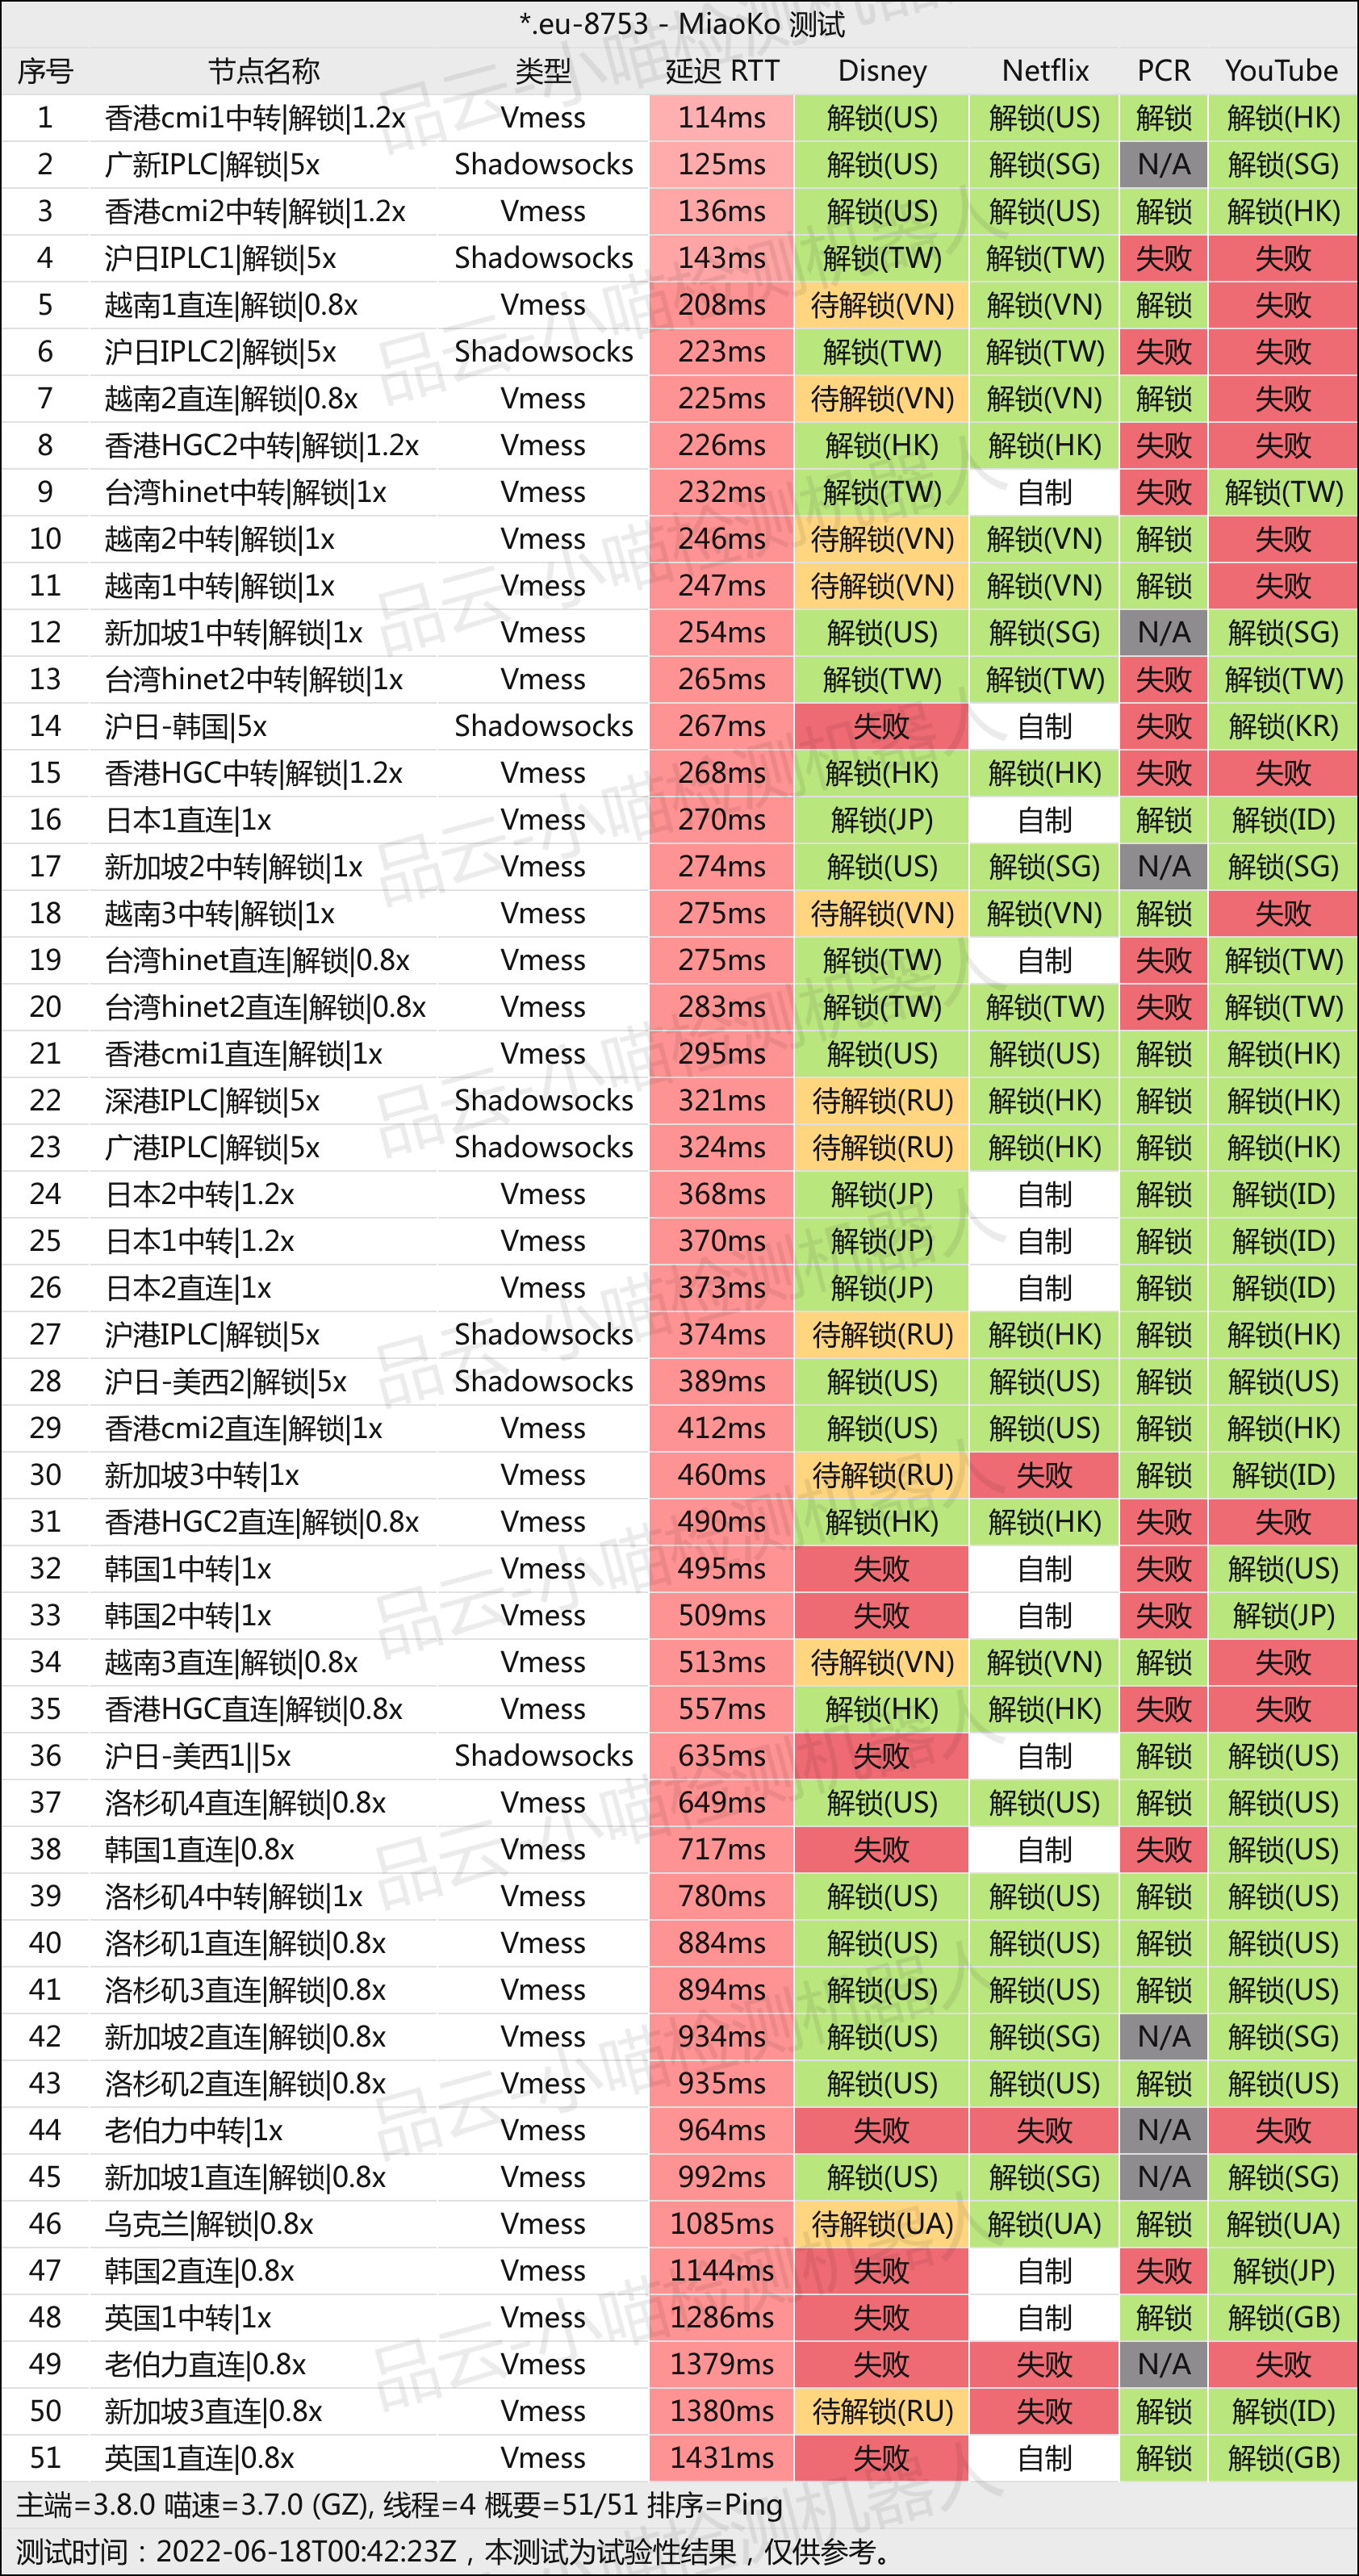 *.eu-8753 - MiaoKo 测试
序号 节点名称 类型 延迟 RTT Disney Netflix PCR YouTube
1 香港cmi1中转|解锁|1.2x Vmess 114ms 解锁(US) 解锁(US) 解锁 解锁(HK)
2 广新IPLC|解锁|5x Shadowsocks 125ms 解锁(US) 解锁(SG) N/A 解锁(SG)
3 香港cmi2中转|解锁|1.2x Vmess 136ms 解锁(US) 解锁(US) 解锁 解锁(HK)
4 沪日IPLC1|解锁|5x Shadowsocks 143ms 解锁(TW) 解锁(TW) 失败 失败
5 越南1直连|解锁|0.8x Vmess 208ms 待解锁(VN) 解锁(VN) 解锁 失败
6 沪日IPLC2|解锁|5x Shadowsocks 223ms 解锁(TW) 解锁(TW) 失败 失败
7 越南2直连|解锁|0.8x Vmess 225ms 待解锁(VN) 解锁(VN) 解锁 失败
8 香港HGC2中转|解锁|1.2x Vmess 226ms 解锁(HK) 解锁(HK) 失败 失败
9 台湾hinet中转|解锁|1x Vmess 232ms 解锁(TW) 自制 失败 解锁(TW)
10 越南2中转|解锁|1x Vmess 246ms 待解锁(VN) 解锁(VN) 解锁 失败
11 越南1中转|解锁|1x Vmess 247ms 待解锁(VN) 解锁(VN) 解锁 失败
12 新加坡1中转|解锁|1x Vmess 254ms 解锁(US) 解锁(SG) N/A 解锁(SG)
13 台湾hinet2中转|解锁|1x Vmess 265ms 解锁(TW) 解锁(TW) 失败 解锁(TW)
14 沪日-韩国|5x Shadowsocks 267ms 失败 自制 失败 解锁(KR)
15 香港HGC中转|解锁|1.2x Vmess 268ms 解锁(HK) 解锁(HK) 失败 失败
16 日本1直连|1x Vmess 270ms 解锁(JP) 自制 解锁 解锁(ID)
17 新加坡2中转|解锁|1x Vmess 274ms 解锁(US) 解锁(SG) N/A 解锁(SG)
18 越南3中转|解锁|1x Vmess 275ms 待解锁(VN) 解锁(VN) 解锁 失败
19 台湾hinet直连|解锁|0.8x Vmess 275ms 解锁(TW) 自制 失败 解锁(TW)
20 台湾hinet2直连|解锁|0.8x Vmess 283ms 解锁(TW) 解锁(TW) 失败 解锁(TW)
21 香港cmi1直连|解锁|1x Vmess 295ms 解锁(US) 解锁(US) 解锁 解锁(HK)
22 深港IPLC|解锁|5x Shadowsocks 321ms 待解锁(RU) 解锁(HK) 解锁 解锁(HK)
23 广港IPLC|解锁|5x Shadowsocks 324ms 待解锁(RU) 解锁(HK) 解锁 解锁(HK)
24 日本2中转|1.2x Vmess 368ms 解锁(JP) 自制 解锁 解锁(ID)
25 日本1中转|1.2x Vmess 370ms 解锁(JP) 自制 解锁 解锁(ID)
26 日本2直连|1x Vmess 373ms 解锁(JP) 自制 解锁 解锁(ID)
27 沪港IPLC|解锁|5x Shadowsocks 374ms 待解锁(RU) 解锁(HK) 解锁 解锁(HK)
28 沪日-美西2|解锁|5x Shadowsocks 389ms 解锁(US) 解锁(US) 解锁 解锁(US)
29 香港cmi2直连|解锁|1x Vmess 412ms 解锁(US) 解锁(US) 解锁 解锁(HK)
30 新加坡3中转|1x Vmess 460ms 待解锁(RU) 失败 解锁 解锁(ID)
31 香港HGC2直连|解锁|0.8x Vmess 490ms 解锁(HK) 解锁(HK) 失败 失败
32 韩国1中转|1x Vmess 495ms 失败 自制 失败 解锁(US)
33 韩国2中转|1x Vmess 509ms 失败 自制 失败 解锁(JP)
34 越南3直连|解锁|0.8x Vmess 513ms 待解锁(VN) 解锁(VN) 解锁 失败
35 香港HGC直连|解锁|0.8x Vmess 557ms 解锁(HK) 解锁(HK) 失败 失败
36 沪日-美西1||5x Shadowsocks 635ms 失败 自制 解锁 解锁(US)
37 洛杉矶4直连|解锁|0.8x Vmess 649ms 解锁(US) 解锁(US) 解锁 解锁(US)
38 韩国1直连|0.8x Vmess 717ms 失败 自制 失败 解锁(US)
39 洛杉矶4中转|解锁|1x Vmess 780ms 解锁(US) 解锁(US) 解锁 解锁(US)
40 洛杉矶1直连|解锁|0.8x Vmess 884ms 解锁(US) 解锁(US) 解锁 解锁(US)
41 洛杉矶3直连|解锁|0.8x Vmess 894ms 解锁(US) 解锁(US) 解锁 解锁(US)
42 新加坡2直连|解锁|0.8x Vmess 934ms 解锁(US) 解锁(SG) N/A 解锁(SG)
43 洛杉矶2直连|解锁|0.8x Vmess 935ms 解锁(US) 解锁(US) 解锁 解锁(US)
44 老伯力中转|1x Vmess 964ms 失败 失败 N/A 失败
45 新加坡1直连|解锁|0.8x Vmess 992ms 解锁(US) 解锁(SG) N/A 解锁(SG)
46 乌克兰|解锁|0.8x Vmess 1085ms 待解锁(UA) 解锁(UA) 解锁 解锁(UA)
47 韩国2直连|0.8x Vmess 1144ms 失败 自制 失败 解锁(JP)
48 英国1中转|1x Vmess 1286ms 失败 自制 解锁 解锁(GB)
49 老伯力直连|0.8x Vmess 1379ms 失败 失败 N/A 失败
50 新加坡3直连|0.8x Vmess 1380ms 待解锁(RU) 失败 解锁 解锁(ID)
51 英国1直连|0.8x Vmess 1431ms 失败 自制 解锁 解锁(GB)
主端=3.8.0 喵速=3.7.0 (GZ), 线程=4 概要=51/51 排序=Ping
测试时间：2022-06-18T00:42:23Z，本测试为试验性结果，仅供参考。
品云-小喵检测机器人